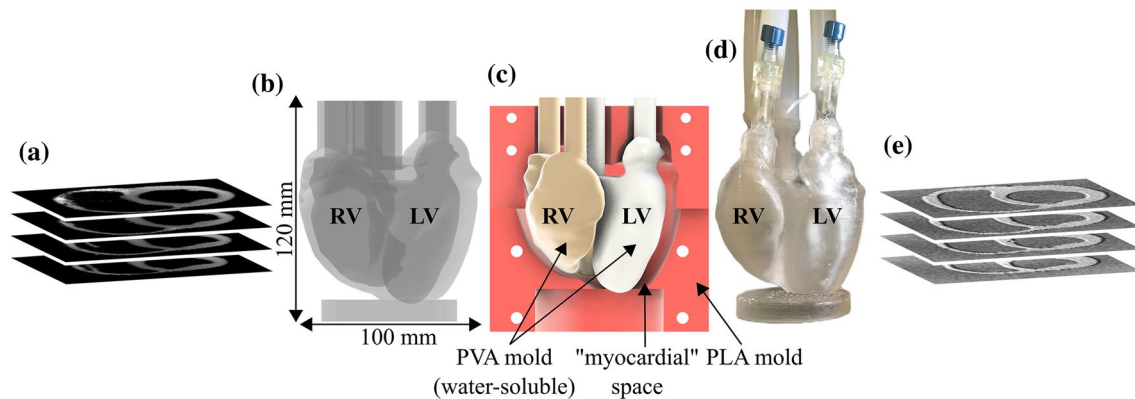 (a)
(b)
120 mm
RV
LV
100 mm
(c)
RV
LV
PVA mold
(water-soluble)
"myocardial"
space
PLA mold
(d)
RV
LV
(e)